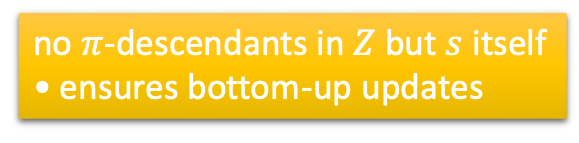 no 𝜋-descendants in 𝑍 but 𝑠 itself
• ensures bottom-up updates